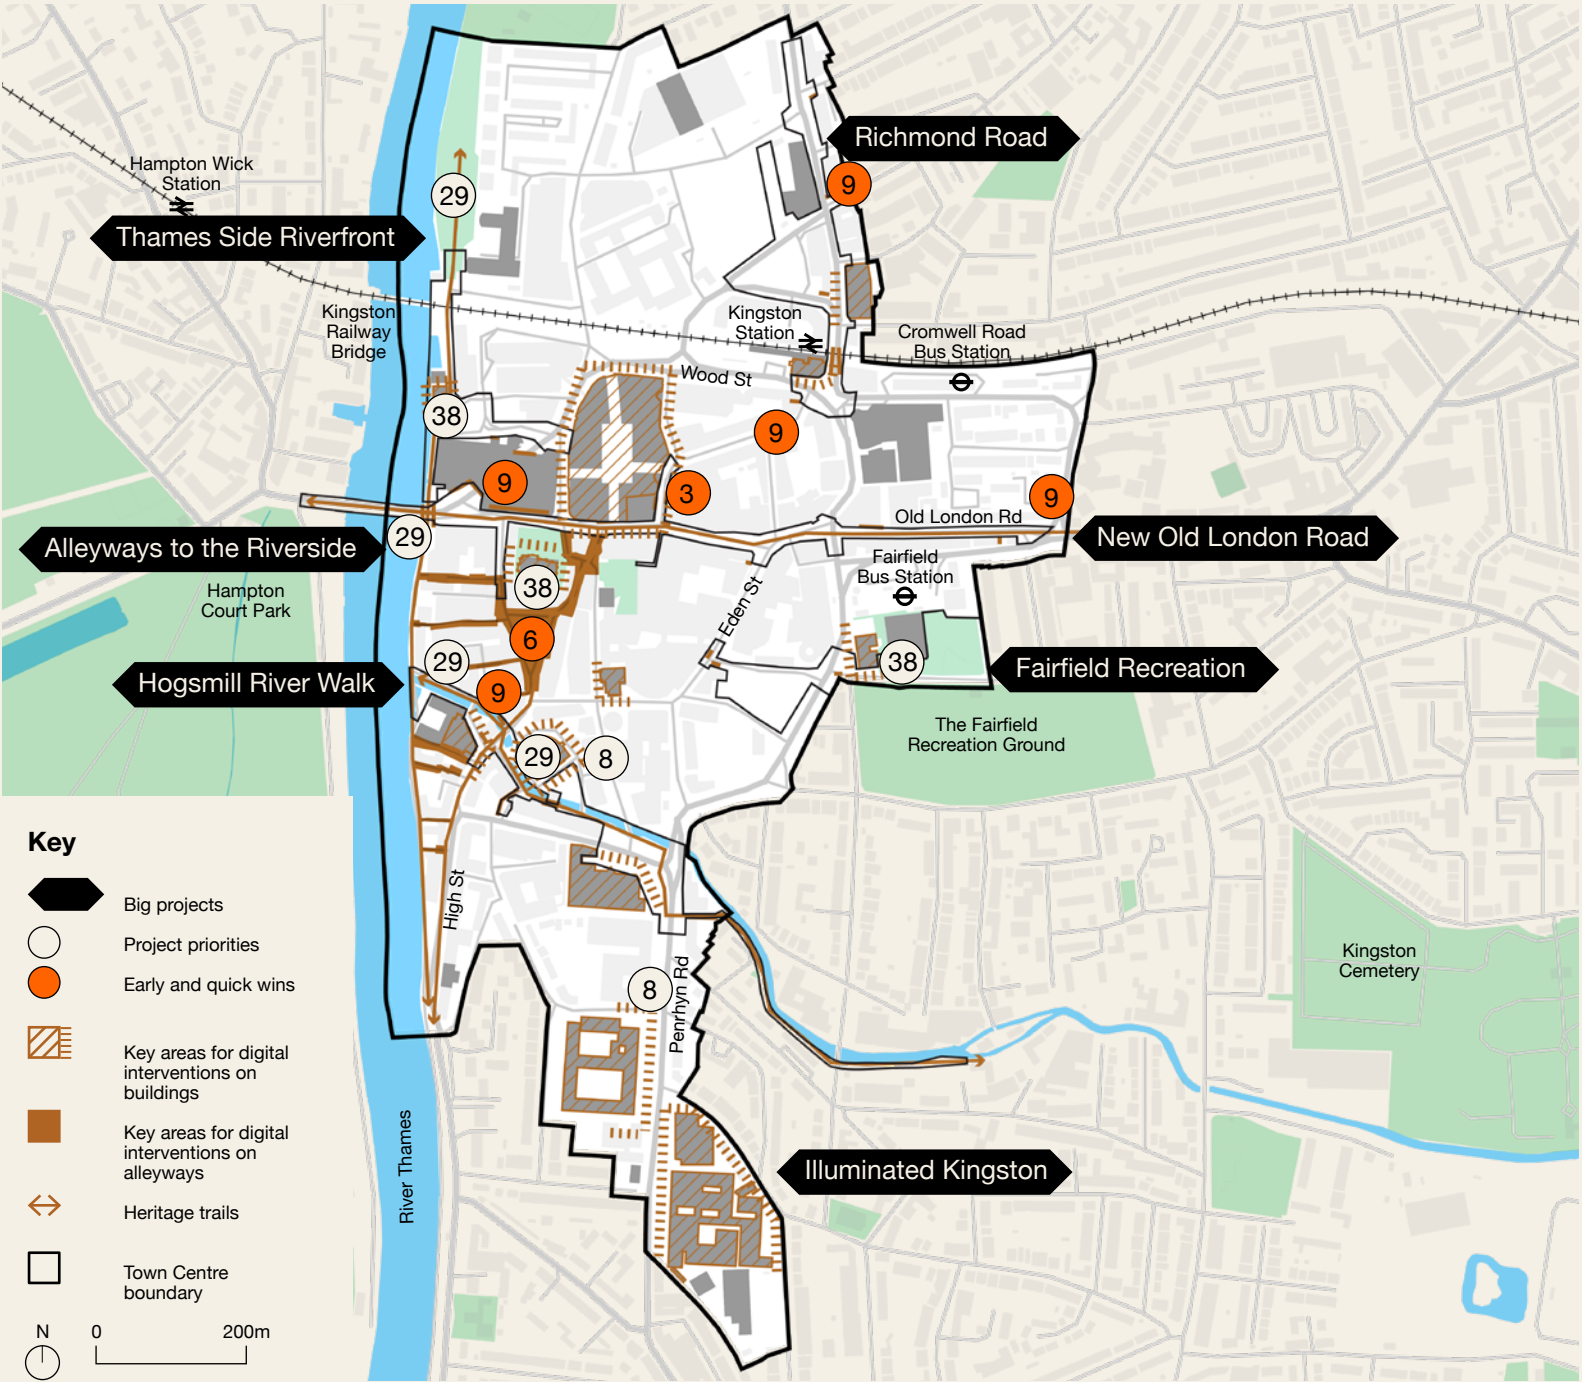 Richmond Road
9
Hampton Wick
Station
29
Thames Side Riverfront
Kingston
Railway
Bridge
Kingston
Station
Cromwell Road
Bus Station
Wood St
38
9
9
3
9
Old London Rd
New Old London Road
29
Alleyways to the Riverside
Fairfield
Bus Station
Hampton
Court Park
38
Eden St
6
29
38
Fairfield Recreation
Hogsmill River Walk
9
The Fairfield
Recreation Ground
29
8
High St
Kingston
Cemetery
8
Penrhyn Rd
River Thames
Illuminated Kingston
Key
Big projects
Project priorities
Early and quick wins
Key areas for digital
interventions on
buildings
Key areas for digital
interventions on
alleyways
Heritage trails
Town Centre
boundary
N
0
200m